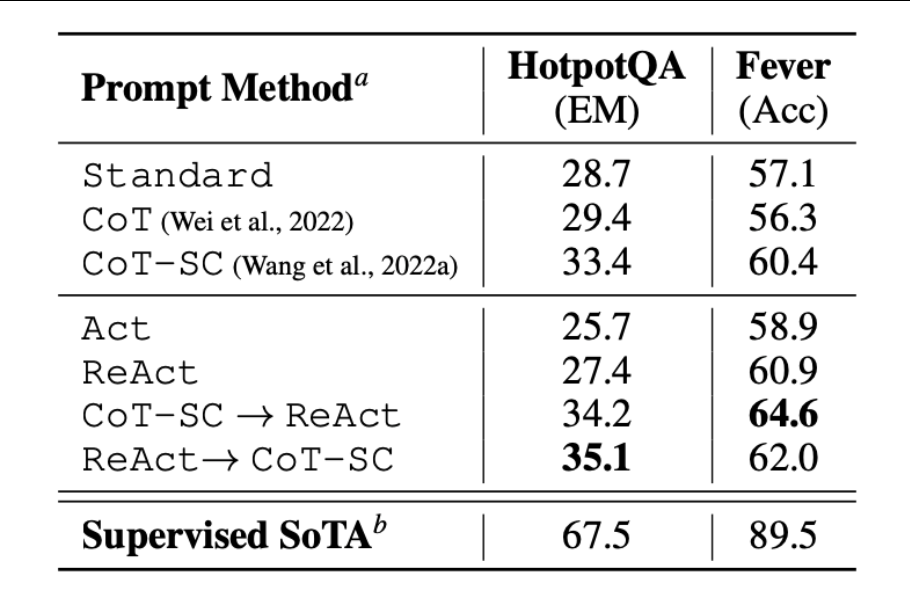 Prompt Methodᵃ HotpotQA (EM) Fever (Acc)
Standard 28.7 57.1
CoT (Wei et al., 2022) 29.4 56.3
CoT-SC (Wang et al., 2022a) 33.4 60.4
Act 25.7 58.9
ReAct 27.4 60.9
CoT-SC → ReAct 34.2 64.6
ReAct→ CoT-SC 35.1 62.0
Supervised SoTAᵇ 67.5 89.5